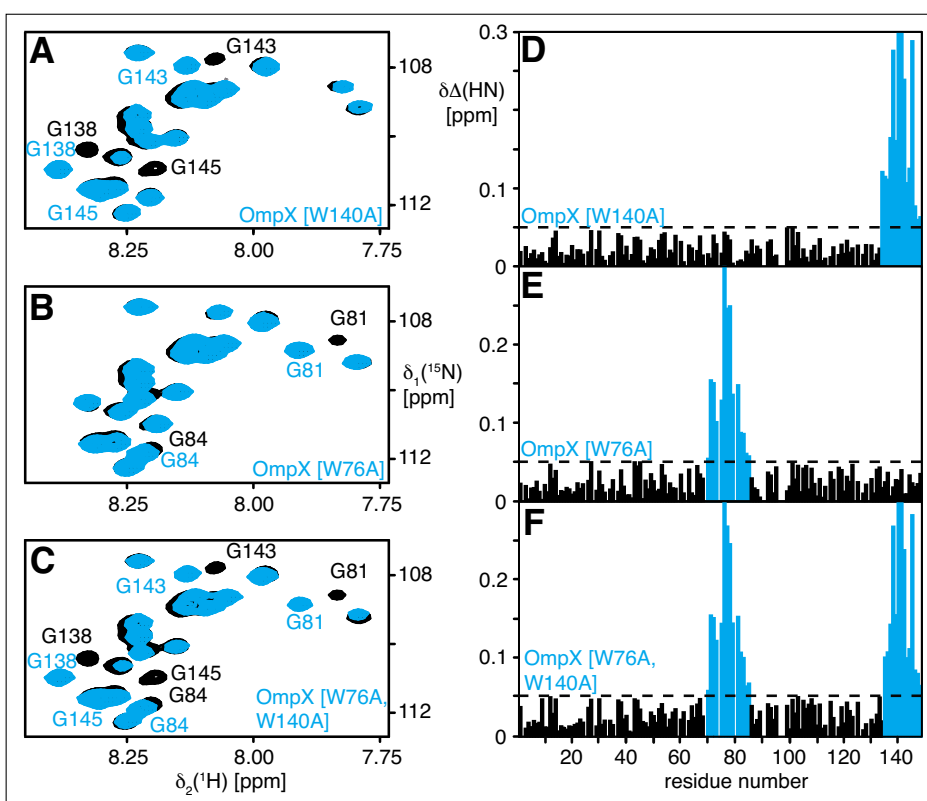 A
G143
G143
108
G138
G138
G145
G145
112
OmpX [W140A]
8.25
8.00
7.75
B
G81
108
G81
δ₁(¹⁵N)
[ppm]
G84
G84
112
OmpX [W76A]
8.25
8.00
7.75
C
G143
G143
G81
108
G81
G138
G138
G145
G84
G145
G84
OmpX [W76A,
W140A]
112
8.25
8.00
7.75
δ₂(¹H) [ppm]
D
0.3
δΔ(HN)
[ppm]
0.1
OmpX [W140A]
0
E
0.2
0.1
OmpX [W76A]
0
F
0.2
0.1
OmpX [W76A,
W140A]
0
20
40
60
80
100
120
140
residue number